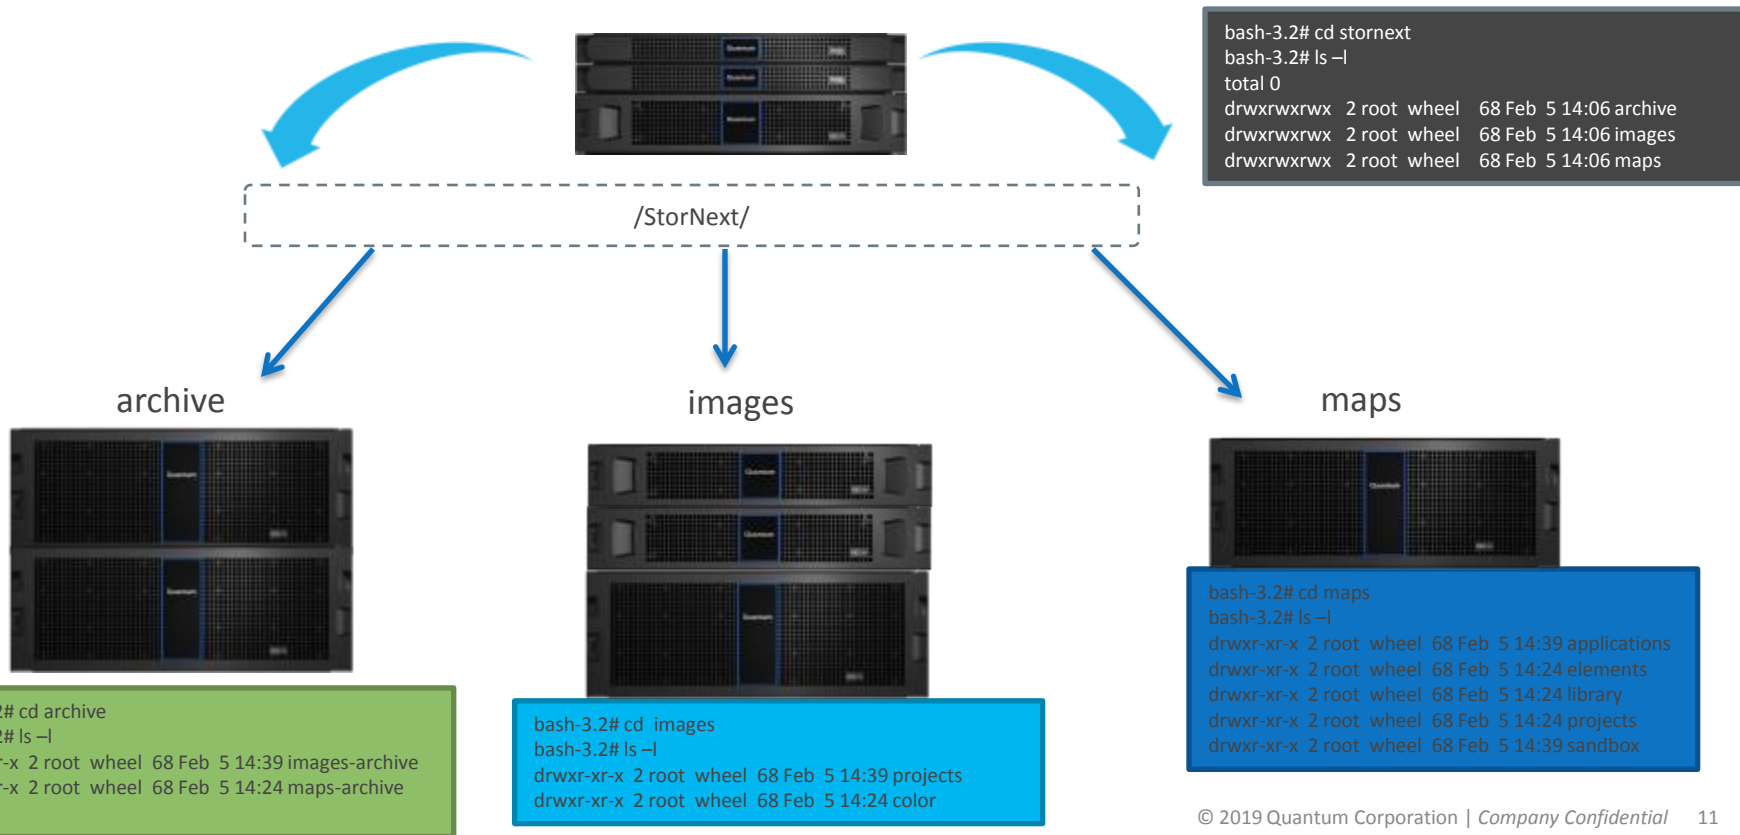 bash-3.2# cd stornext
bash-3.2# ls –l
total 0
drwxrwxrwx 2 root wheel 68 Feb 5 14:06 archive
drwxrwxrwx 2 root wheel 68 Feb 5 14:06 images
drwxrwxrwx 2 root wheel 68 Feb 5 14:06 maps
Quantum
Quantum
Quantum
/StorNext/
archive
images
maps
Quantum
Quantum
Quantum
Quantum
Quantum
Quantum
2# cd archive
2# ls –l
r-x 2 root wheel 68 Feb 5 14:39 images-archive
r-x 2 root wheel 68 Feb 5 14:24 maps-archive
bash-3.2# cd images
bash-3.2# ls –l
drwxr-xr-x 2 root wheel 68 Feb 5 14:39 projects
drwxr-xr-x 2 root wheel 68 Feb 5 14:24 color
bash-3.2# cd maps
bash-3.2# ls –l
drwxr-xr-x 2 root wheel 68 Feb 5 14:39 applications
drwxr-xr-x 2 root wheel 68 Feb 5 14:24 elements
drwxr-xr-x 2 root wheel 68 Feb 5 14:24 library
drwxr-xr-x 2 root wheel 68 Feb 5 14:24 projects
drwxr-xr-x 2 root wheel 68 Feb 5 14:39 sandbox
© 2019 Quantum Corporation | Company Confidential 11